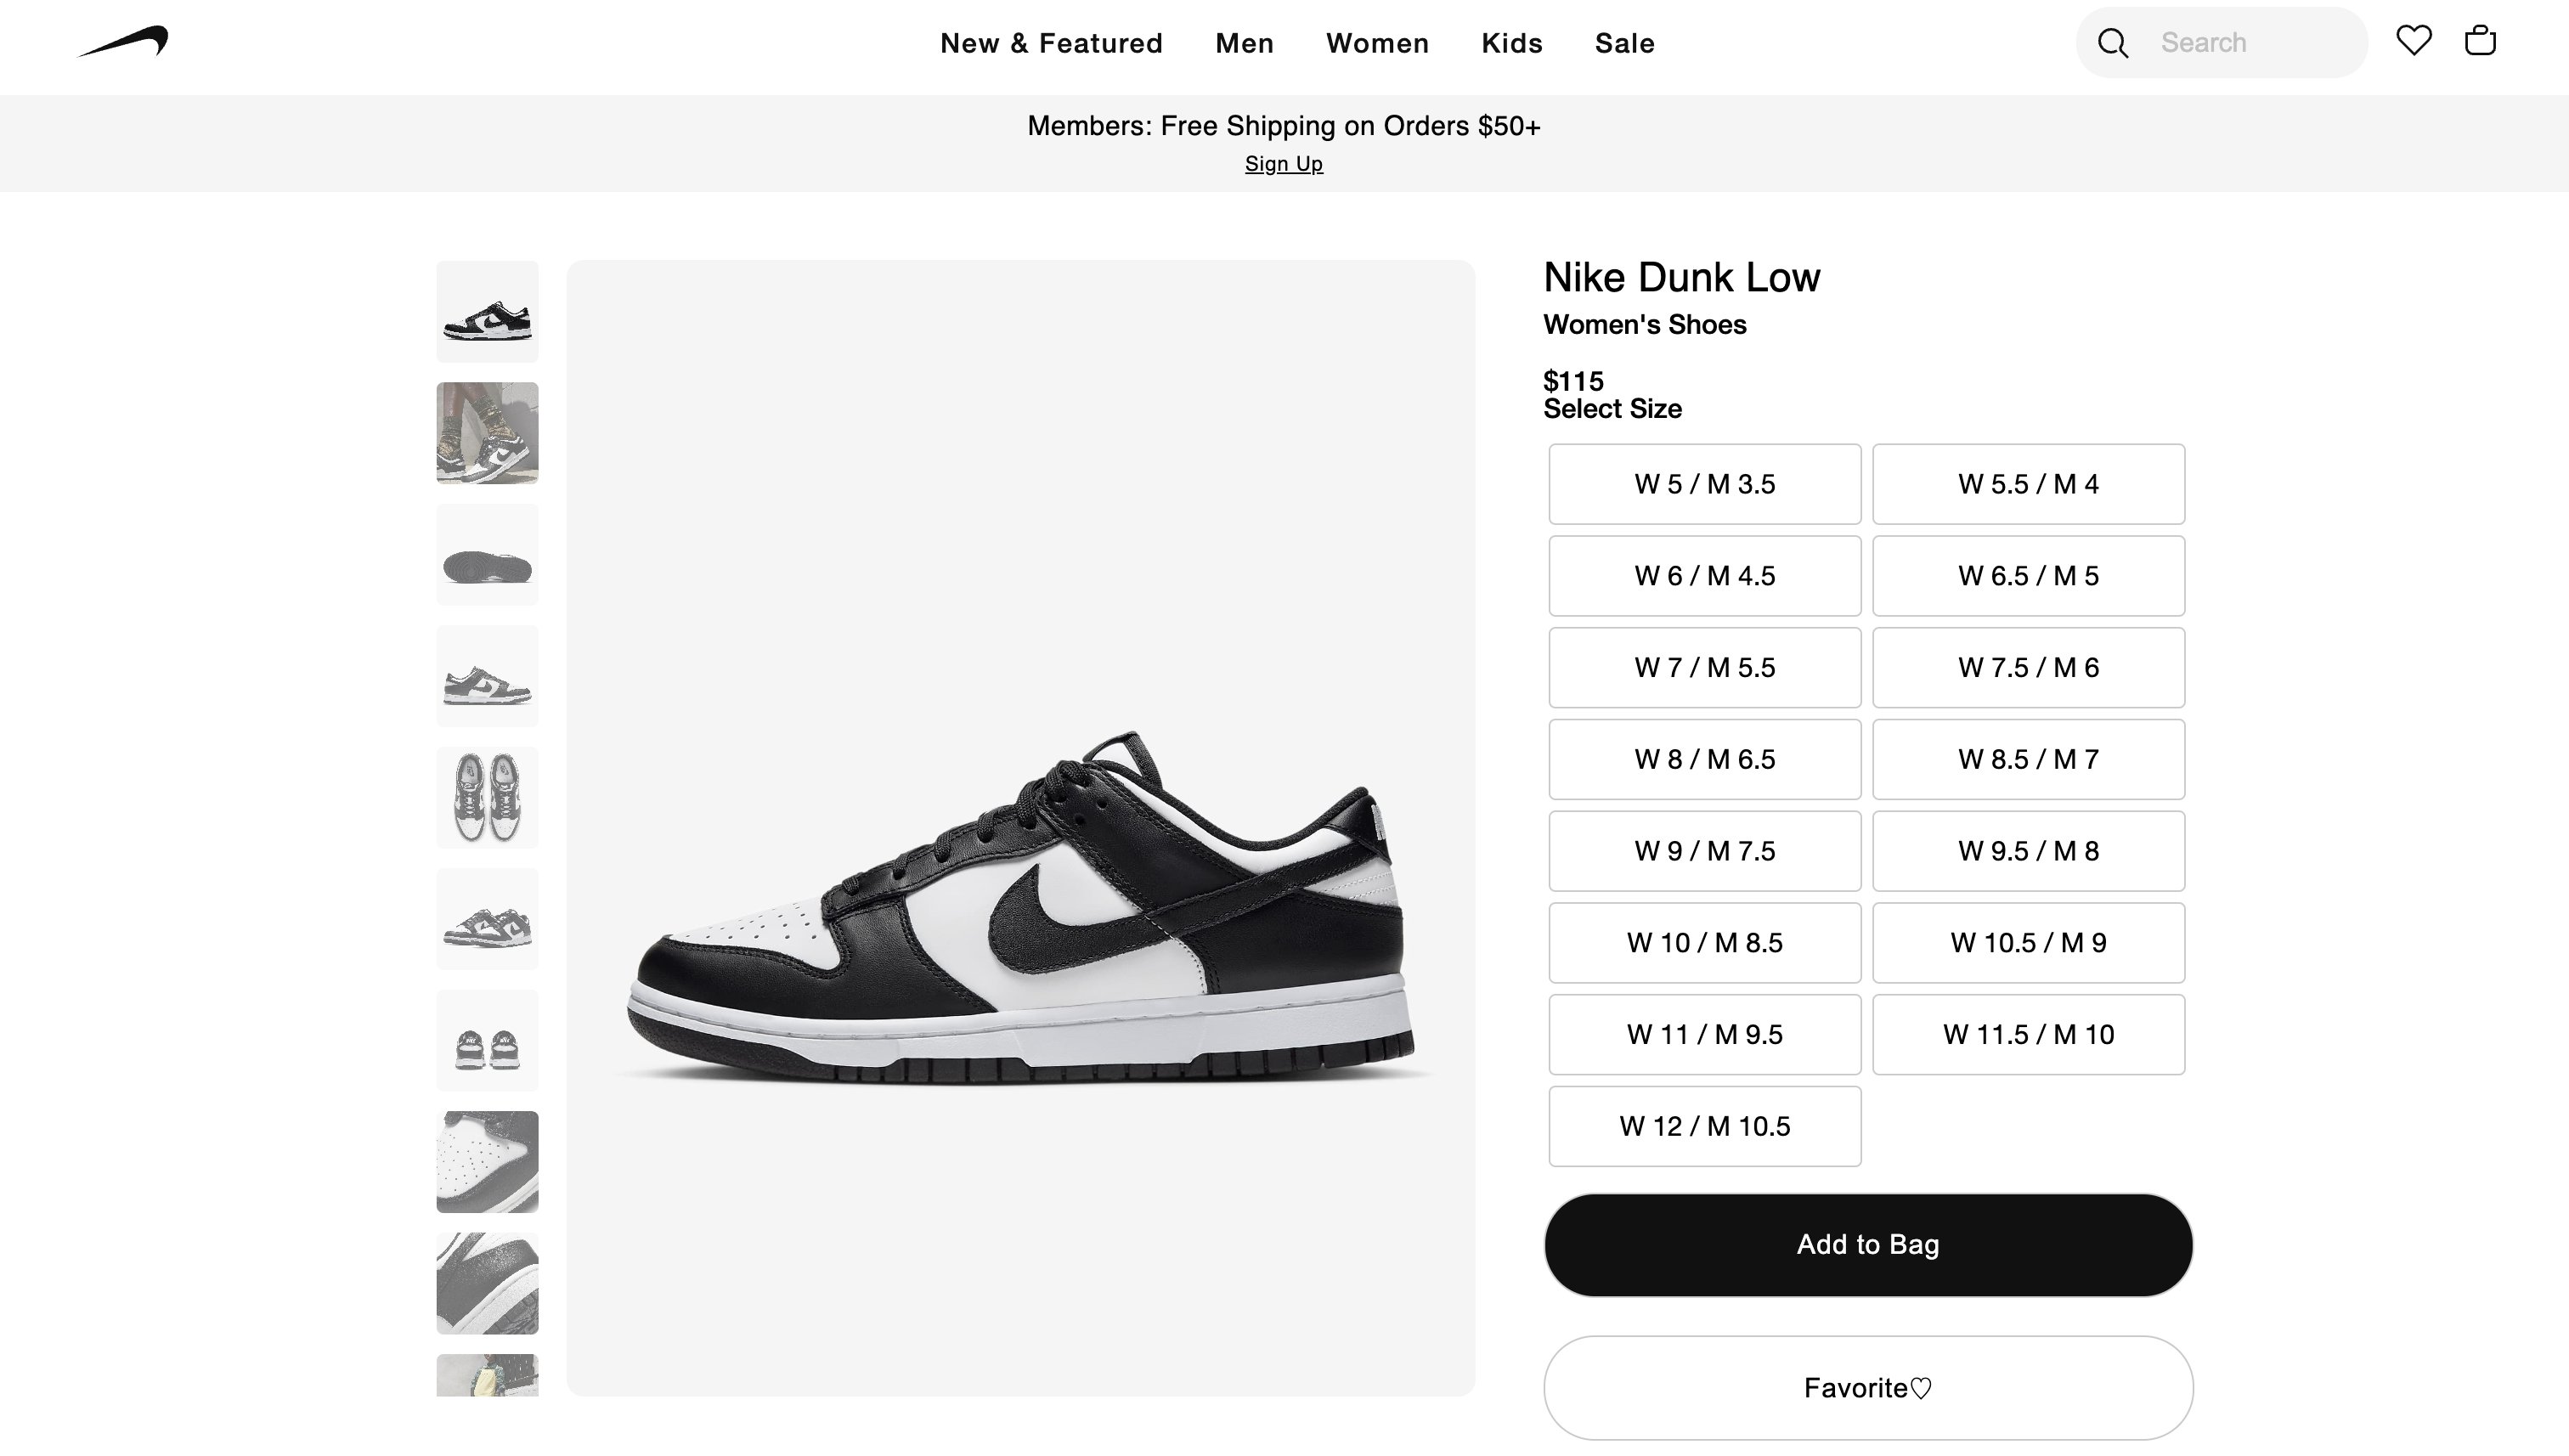 New & Featured Men Women Kids Sale
Search
Members: Free Shipping on Orders $50+
Sign Up
Nike Dunk Low
Women's Shoes
$115
Select Size
W 5 / M 3.5
W 5.5 / M 4
W 6 / M 4.5
W 6.5 / M 5
W 7 / M 5.5
W 7.5 / M 6
W 8 / M 6.5
W 8.5 / M 7
W 9 / M 7.5
W 9.5 / M 8
W 10 / M 8.5
W 10.5 / M 9
W 11 / M 9.5
W 11.5 / M 10
W 12 / M 10.5
Add to Bag
Favorite♡